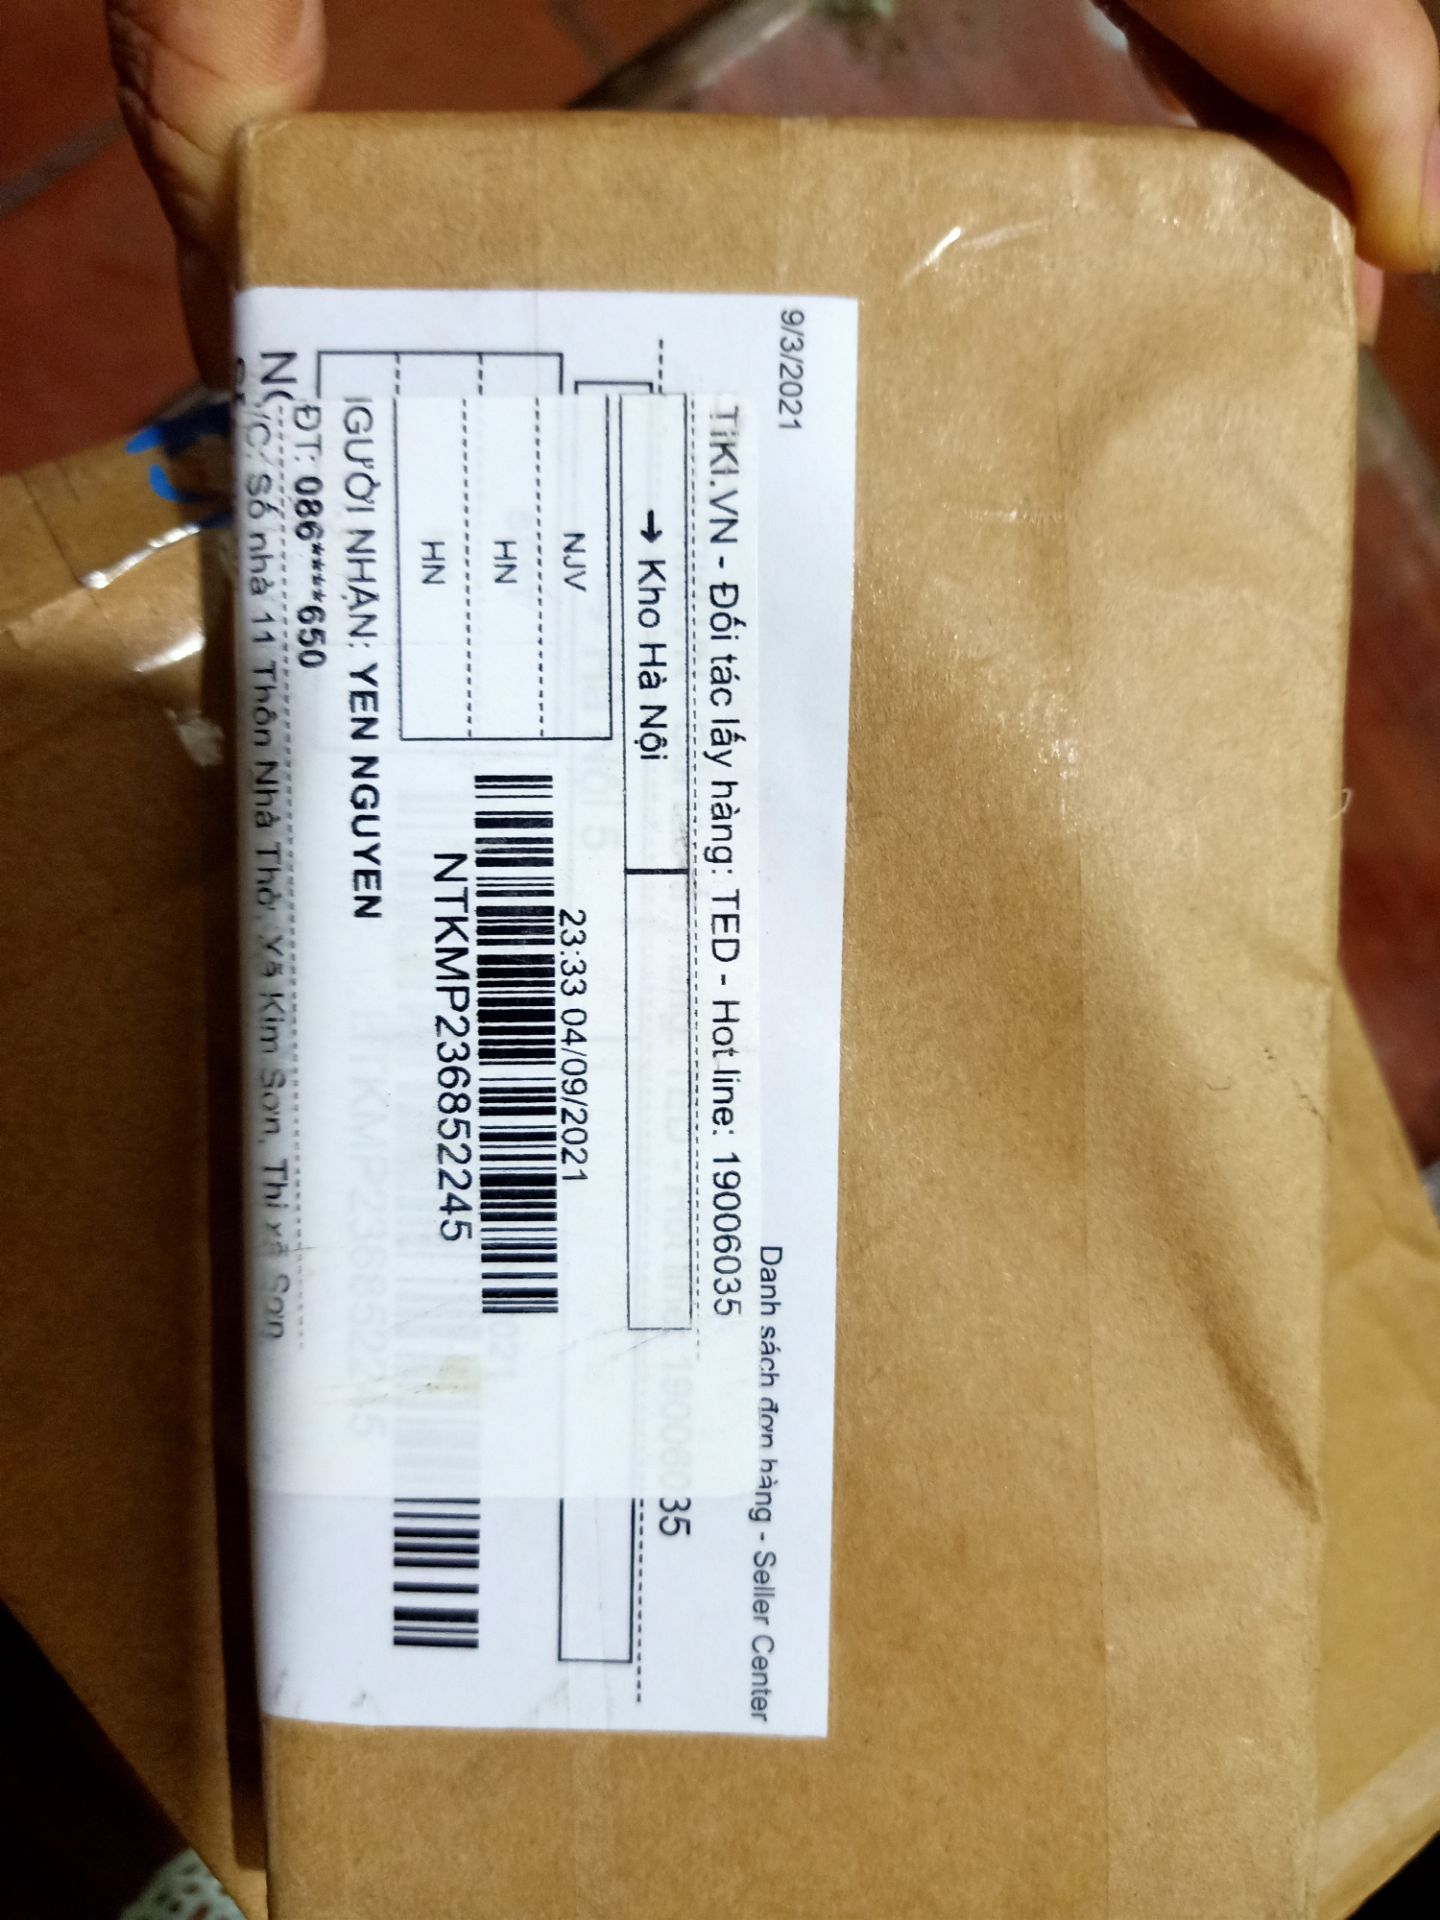 9/3/2021
Danh sách đơn hàng - Seller Center
TIKI.VN - Đối tác lấy hàng: TED - Hot line: 19006035
35
➔ Kho Hà Nội
NJV
HN
HN
23:33 04/09/2021
NTKMP236852245
NGƯỜI NHẬN: YEN NGUYEN
ĐT: 086****650
Đ/C: Số nhà 11 Thôn Nhà Thờ, Xã Kim Sơn, Thị xã Sơn